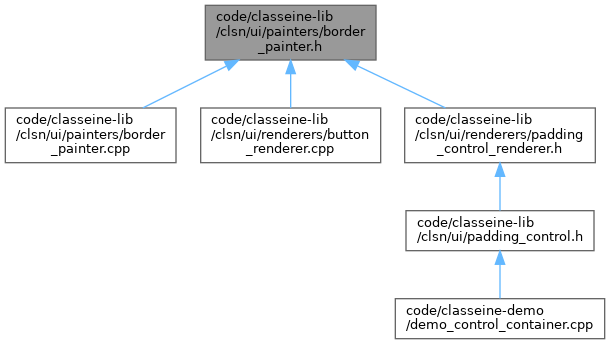 code/classeine-lib
/clsn/ui/painters/border
_painter.h
code/classeine-lib
/clsn/ui/painters/border
_painter.cpp
code/classeine-lib
/clsn/ui/renderers/button
_renderer.cpp
code/classeine-lib
/clsn/ui/renderers/padding
_control_renderer.h
code/classeine-lib
/clsn/ui/padding_control.h
code/classeine-demo
/demo_control_container.cpp